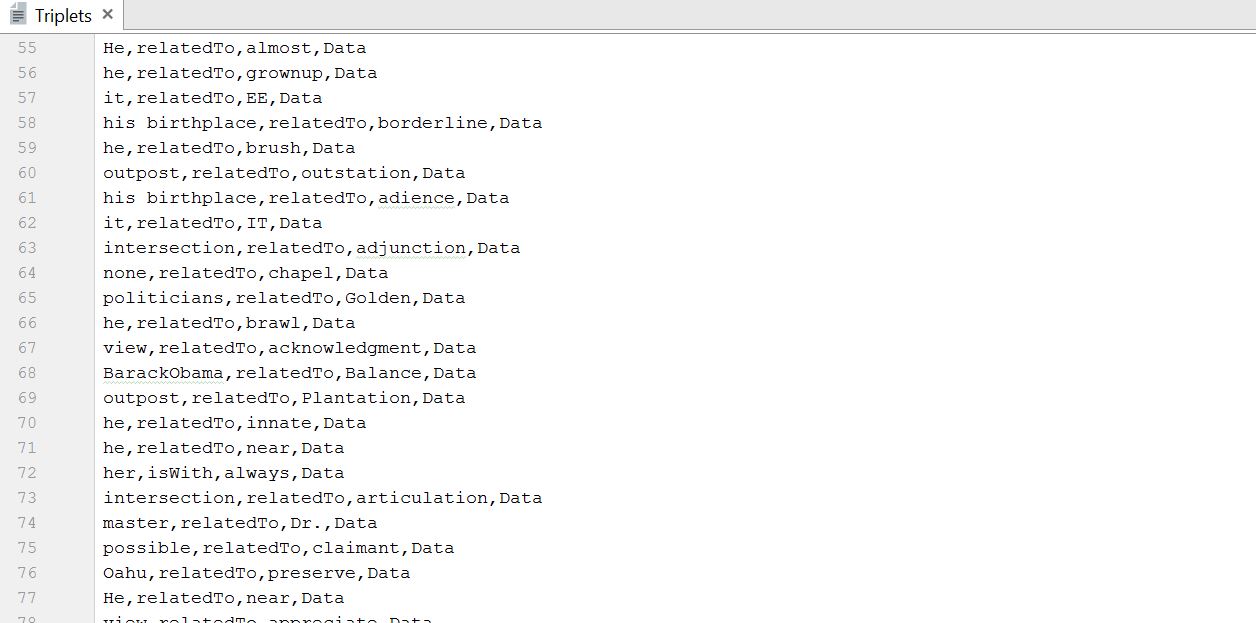 Triplets ×
55 He,relatedTo,almost,Data
56 he,relatedTo,grownup,Data
57 it,relatedTo,EE,Data
58 his birthplace,relatedTo,borderline,Data
59 he,relatedTo,brush,Data
60 outpost,relatedTo,outstation,Data
61 his birthplace,relatedTo,adience,Data
62 it,relatedTo,IT,Data
63 intersection,relatedTo,adjunction,Data
64 none,relatedTo,chapel,Data
65 politicians,relatedTo,Golden,Data
66 he,relatedTo,brawl,Data
67 view,relatedTo,acknowledgment,Data
68 BarackObama,relatedTo,Balance,Data
69 outpost,relatedTo,Plantation,Data
70 he,relatedTo,innate,Data
71 he,relatedTo,near,Data
72 her,isWith,always,Data
73 intersection,relatedTo,articulation,Data
74 master,relatedTo,Dr.,Data
75 possible,relatedTo,claimant,Data
76 Oahu,relatedTo,preserve,Data
77 He,relatedTo,near,Data
78 view,relatedTo,appreciate,Data